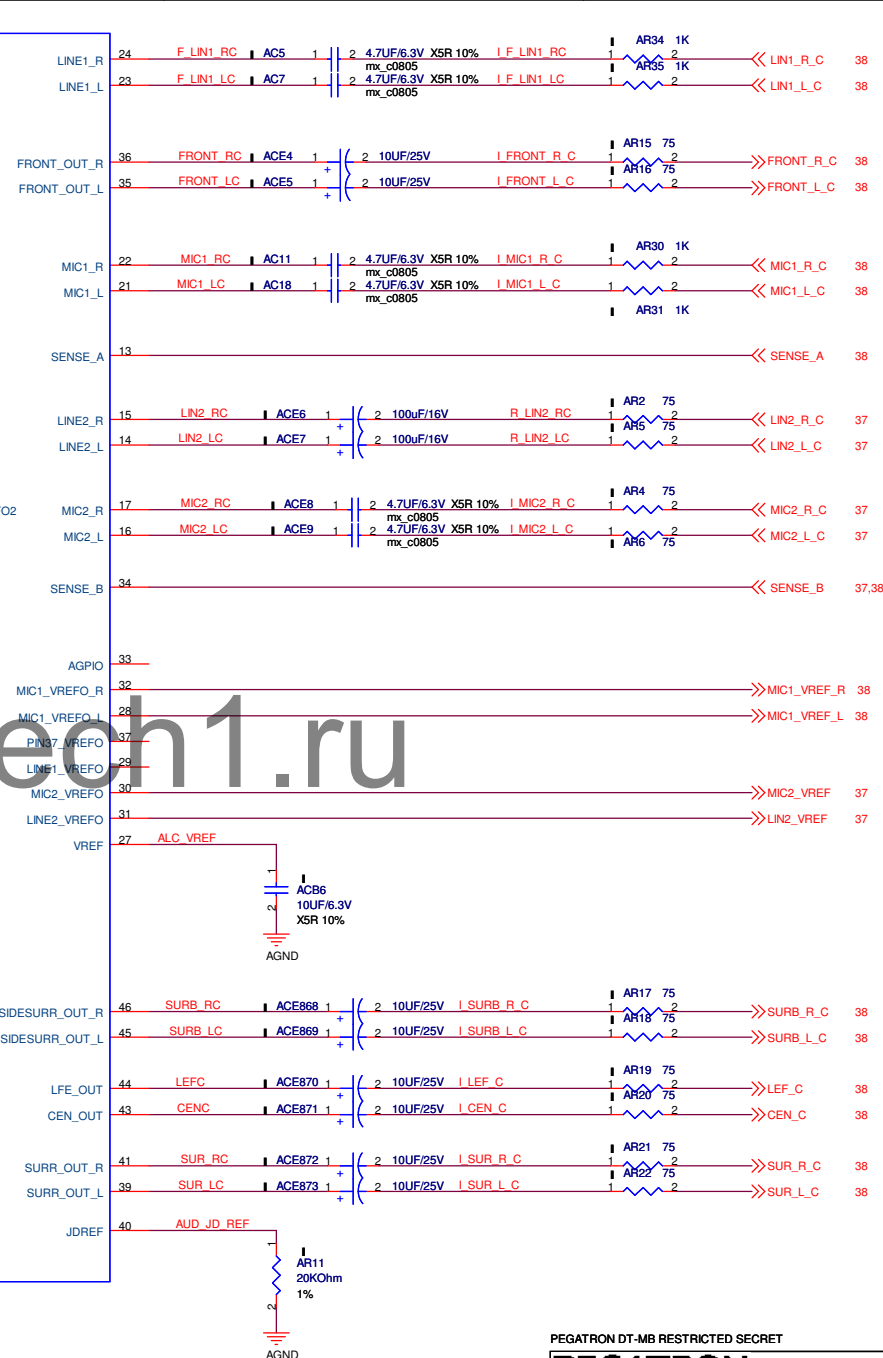 LINE1_R 24 F_LIN1_RC AC5 1 2 4.7UF/6.3V X5R 10% I_F_LIN1_RC 1 AR34 1K 2 LIN1_R_C 38
mx_c0805
LINE1_L 23 F_LIN1_LC AC7 1 2 4.7UF/6.3V X5R 10% I_F_LIN1_LC 1 AR35 1K 2 LIN1_L_C 38
mx_c0805
FRONT_OUT_R 36 FRONT_RC ACE4 1 + 2 10UF/25V I_FRONT_R_C 1 AR15 75 2 FRONT_R_C 38
FRONT_OUT_L 35 FRONT_LC ACE5 1 + 2 10UF/25V I_FRONT_L_C 1 AR16 75 2 FRONT_L_C 38
MIC1_R 22 MIC1_RC AC11 1 2 4.7UF/6.3V X5R 10% I_MIC1_R_C 1 AR30 1K 2 MIC1_R_C 38
mx_c0805
MIC1_L 21 MIC1_LC AC18 1 2 4.7UF/6.3V X5R 10% I_MIC1_L_C 1 2 MIC1_L_C 38
mx_c0805
AR31 1K
SENSE_A 13 SENSE_A 38
LINE2_R 15 LIN2_RC ACE6 1 + 2 100uF/16V R_LIN2_RC 1 AR2 75 2 LIN2_R_C 37
LINE2_L 14 LIN2_LC ACE7 1 + 2 100uF/16V R_LIN2_LC 1 AR5 75 2 LIN2_L_C 37
O2 MIC2_R 17 MIC2_RC ACE8 1 2 4.7UF/6.3V X5R 10% I_MIC2_R_C 1 AR4 75 2 MIC2_R_C 37
mx_c0805
MIC2_L 16 MIC2_LC ACE9 1 2 4.7UF/6.3V X5R 10% I_MIC2_L_C 1 2 MIC2_L_C 37
mx_c0805 AR6 75
SENSE_B 34 SENSE_B 37,38
AGPIO 33
MIC1_VREFO_R 32 MIC1_VREF_R 38
MIC1_VREFO_L 28 MIC1_VREF_L 38
PIN37_VREFO 37
ech1.ru
LINE1_VREFO 29
MIC2_VREFO 30 MIC2_VREF 37
LINE2_VREFO 31 LIN2_VREF 37
VREF 27 ALC_VREF
1
ACB6
10UF/6.3V
2
X5R 10%
AGND
SIDESURR_OUT_R 46 SURB_RC ACE868 1 + 2 10UF/25V I_SURB_R_C 1 AR17 75 2 SURB_R_C 38
SIDESURR_OUT_L 45 SURB_LC ACE869 1 + 2 10UF/25V I_SURB_L_C 1 AR18 75 2 SURB_L_C 38
LFE_OUT 44 LEFC ACE870 1 + 2 10UF/25V I_LEF_C 1 AR19 75 2 LEF_C 38
CEN_OUT 43 CENC ACE871 1 + 2 10UF/25V I_CEN_C 1 AR20 75 2 CEN_C 38
SURR_OUT_R 41 SUR_RC ACE872 1 + 2 10UF/25V I_SUR_R_C 1 AR21 75 2 SUR_R_C 38
SURR_OUT_L 39 SUR_LC ACE873 1 + 2 10UF/25V I_SUR_L_C 1 AR22 75 2 SUR_L_C 38
JDREF 40 AUD_JD_REF
1
AR11
20KOhm
1%
2
AGND
PEGATRON DT-MB RESTRICTED SECRET